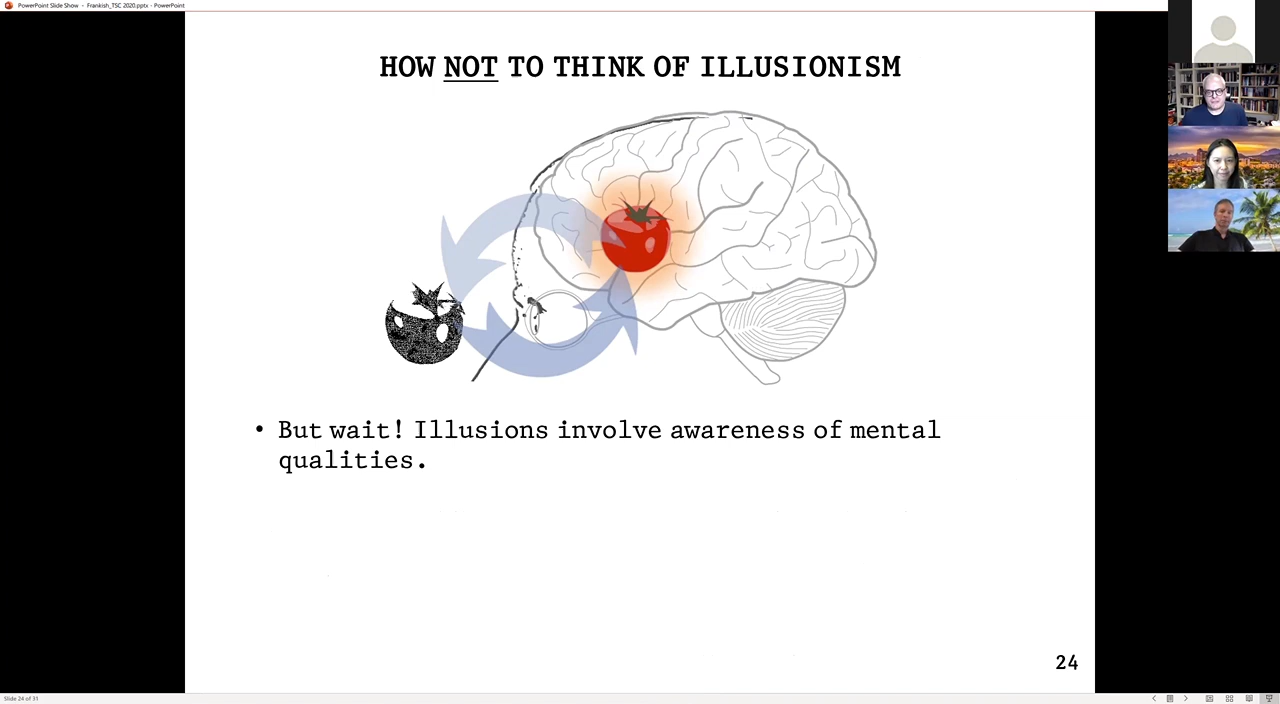 PowerPoint Slide Show - Frankish_TSC 2020.pptx - PowerPoint
HOW NOT TO THINK OF ILLUSIONISM
• But wait! Illusions involve awareness of mental
qualities.
24
Slide 24 of 31